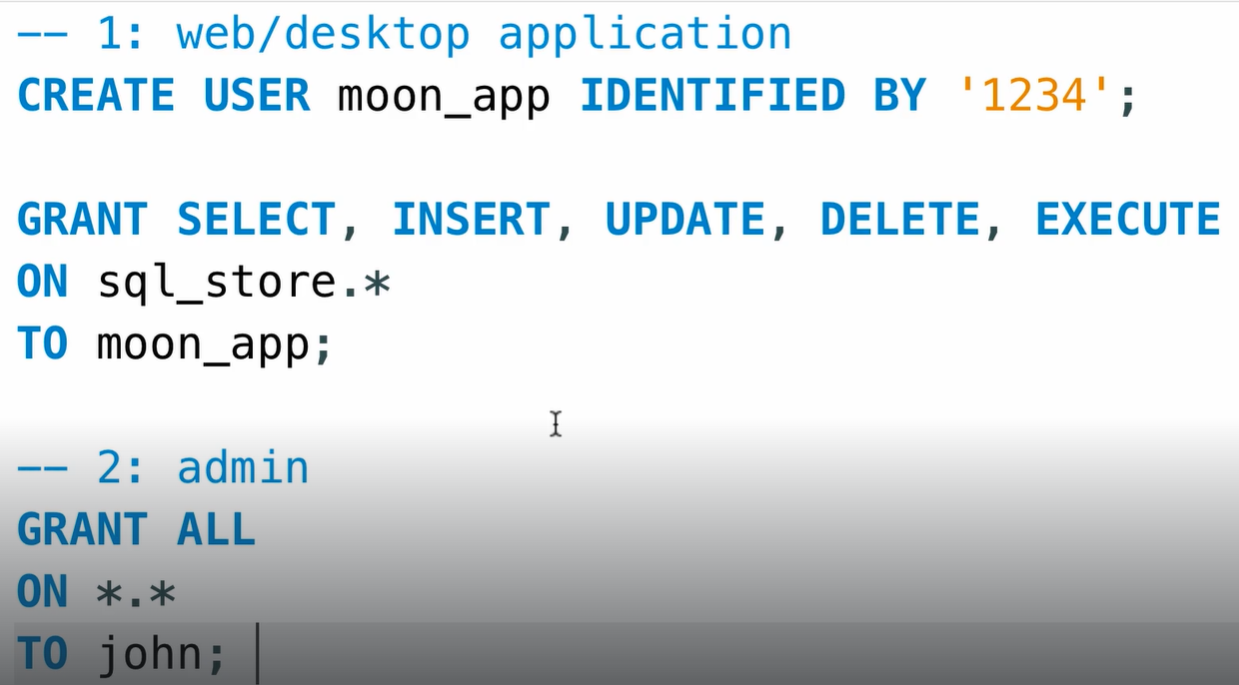 -- 1: web/desktop application
CREATE USER moon_app IDENTIFIED BY '1234';
GRANT SELECT, INSERT, UPDATE, DELETE, EXECUTE
ON sql_store.*
TO moon_app;
-- 2: admin
GRANT ALL
ON *.*
TO john;